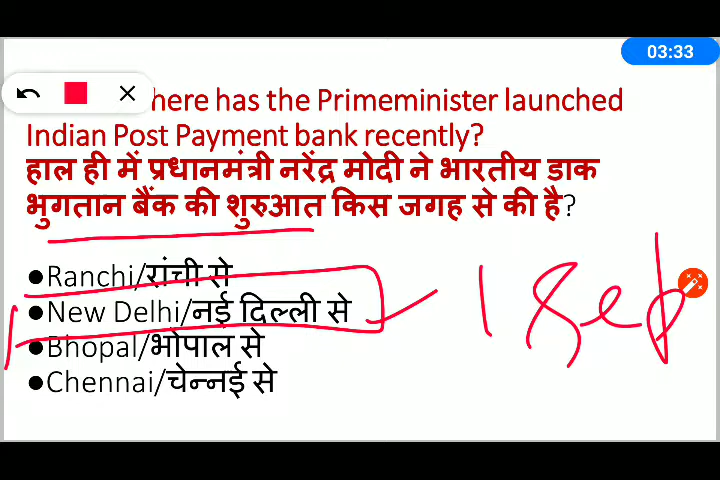 03:33
here has the Primeminister launched
Indian Post Payment bank recently?
हाल ही में प्रधानमंत्री नरेंद्र मोदी ने भारतीय डाक
भुगतान बैंक की शुरुआत किस जगह से की है?
●Ranchi/रांची से
●New Delhi/नई दिल्ली से
●Bhopal/भोपाल से
●Chennai/चेन्नई से
1 Sep